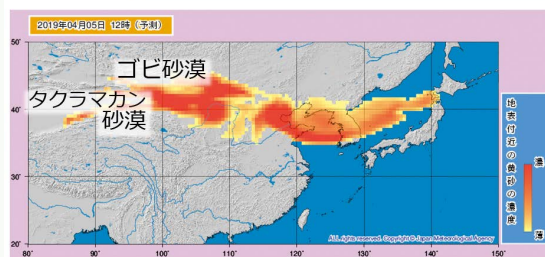 2019年04月05日 12時 (予測)
50˚
ゴビ砂漠
タクラマカン
砂漠
40˚
30˚
20˚
80˚
90˚
100˚
110˚
120˚
130˚
140˚
150˚
ALL rights reserved. Copyright © Japan Meteorological Agency
地表付近の黄砂の濃度
濃
薄